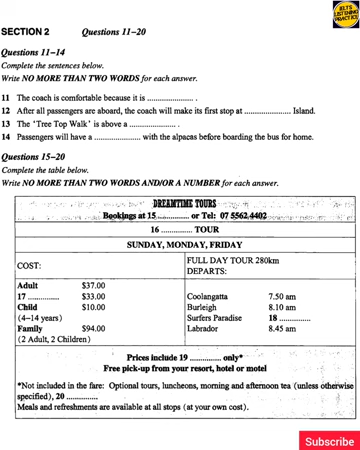 IELTS
LISTENING
PRACTICE
SECTION 2 Questions 11–20
Questions 11–14
Complete the sentences below.
Write NO MORE THAN TWO WORDS for each answer.
11 The coach is comfortable because it is .................... .
12 After all passengers are aboard, the coach will make its first stop at .................... Island.
13 The ‘Tree Top Walk’ is above a .................... .
14 Passengers will have a .................... with the alpacas before boarding the bus for home.
Questions 15–20
Complete the table below.
Write NO MORE THAN TWO WORDS AND/OR A NUMBER for each answer.
DREAMTIME TOURS
Bookings at 15 .............. or Tel: 07 5562 4402
16 .............. TOUR
SUNDAY, MONDAY, FRIDAY
COST:
FULL DAY TOUR 280km
DEPARTS:
Adult $37.00
17 .............. $33.00
Child $10.00
(4–14 years)
Family $94.00
(2 Adult, 2 Children)
Coolangatta 7.50 am
Burleigh 8.10 am
Surfers Paradise 18 ..............
Labrador 8.45 am
Prices include 19 .............. only*
Free pick-up from your resort, hotel or motel
*Not included in the fare: Optional tours, luncheons, morning and afternoon tea (unless otherwise
specified), 20 ..............
Meals and refreshments are available at all stops (at your own cost).
Subscribe